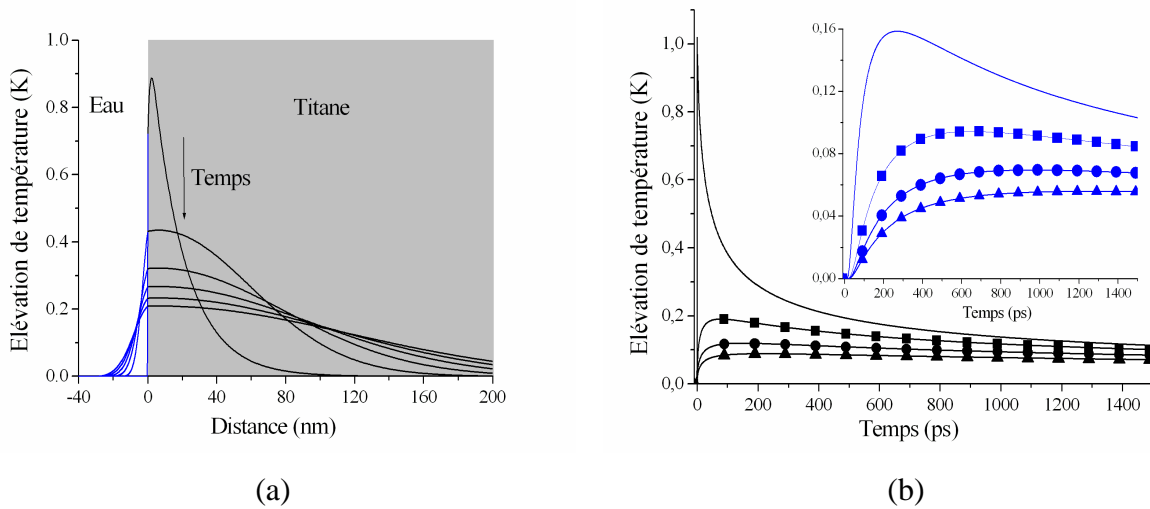 Elévation de température (K)
1.0
0.8
0.6
0.4
0.2
0.0
Eau
Titane
Temps
-40 0 40 80 120 160 200
Distance (nm)
(a)
Elévation de température (K)
1,0
0,8
0,6
0,4
0,2
0,0
0,16
0,12
0,08
0,04
0,00
0 200 400 600 800 1000 1200 1400
Temps (ps)
0 200 400 600 800 1000 1200 1400
Temps (ps)
(b)